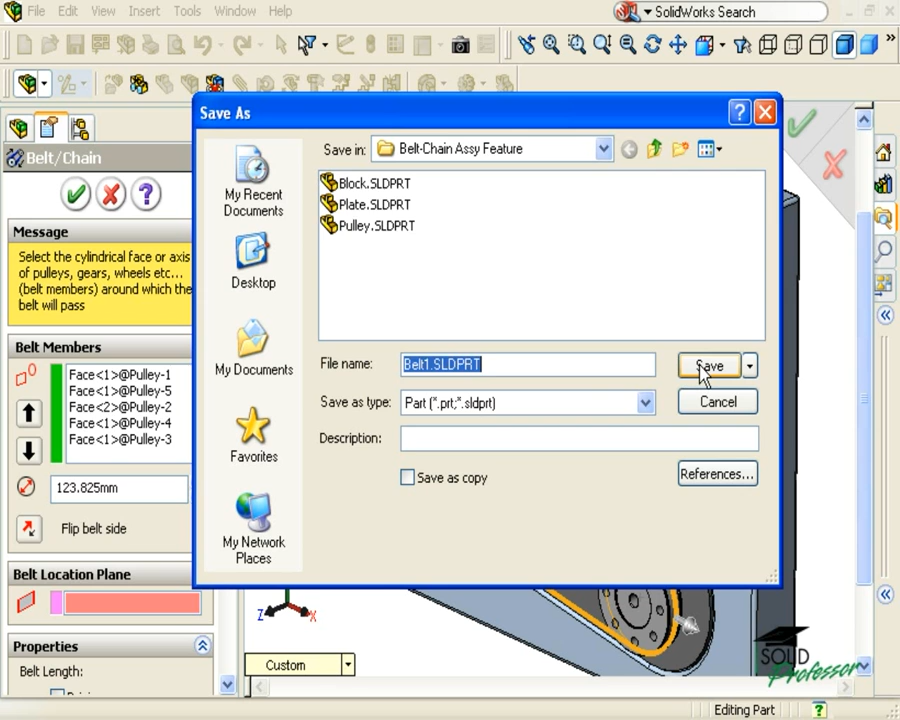 File Edit View Insert Tools Window Help
SolidWorks Search
Belt/Chain
Message
Select the cylindrical face or axis
of pulleys, gears, wheels etc...
(belt members) around which the
belt will pass
Belt Members
Face<1>@Pulley-1
Face<1>@Pulley-5
Face<2>@Pulley-2
Face<1>@Pulley-4
Face<1>@Pulley-3
123.825mm
Flip belt side
Belt Location Plane
Properties
Belt Length:
Save As
Save in: Belt-Chain Assy Feature
My Recent
Documents
Desktop
My Documents
Favorites
My Network
Places
Block.SLDPRT
Plate.SLDPRT
Pulley.SLDPRT
File name: Belt1.SLDPRT Save
Save as type: Part (*.prt;*.sldprt) Cancel
Description:
Save as copy References...
Z X
Custom
SOLID
Professor
Editing Part